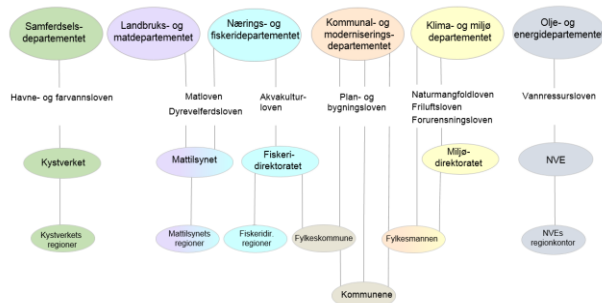 Samferdsels-
departementet
Landbruks- og
matdepartementet
Nærings- og
fiskeridepartementet
Kommunal- og
moderniserings-
departementet
Klima- og miljø
departementet
Olje- og
energidepartementet
Havne- og farvannsloven
Matloven
Dyrevelferdsloven
Akvakultur-
loven
Plan- og
bygningsloven
Naturmangfoldloven
Friluftsloven
Forurensningsloven
Vannressursloven
Kystverket
Mattilsynet
Fiskeri-
direktoratet
Miljø-
direktoratet
NVE
Kystverkets
regioner
Mattilsynets
regioner
Fiskeridir.
regioner
Fylkeskommune
Fylkesmannen
NVEs
regionkontor
Kommunene